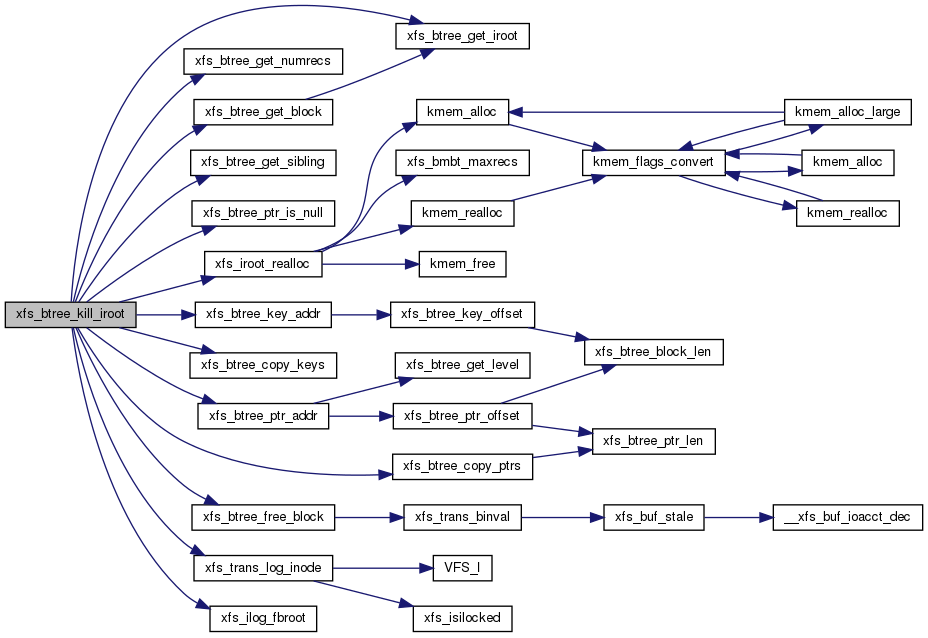 xfs_btree_get_iroot
xfs_btree_get_numrecs
xfs_btree_get_block
kmem_alloc
kmem_alloc_large
xfs_btree_get_sibling
xfs_bmbt_maxrecs
kmem_flags_convert
kmem_alloc
xfs_btree_ptr_is_null
kmem_realloc
kmem_realloc
xfs_iroot_realloc
kmem_free
xfs_btree_kill_iroot
xfs_btree_key_addr
xfs_btree_key_offset
xfs_btree_block_len
xfs_btree_copy_keys
xfs_btree_get_level
xfs_btree_ptr_addr
xfs_btree_ptr_offset
xfs_btree_ptr_len
xfs_btree_copy_ptrs
xfs_btree_free_block
xfs_trans_binval
xfs_buf_stale
__xfs_buf_ioacct_dec
xfs_trans_log_inode
VFS_I
xfs_ilog_fbroot
xfs_isilocked